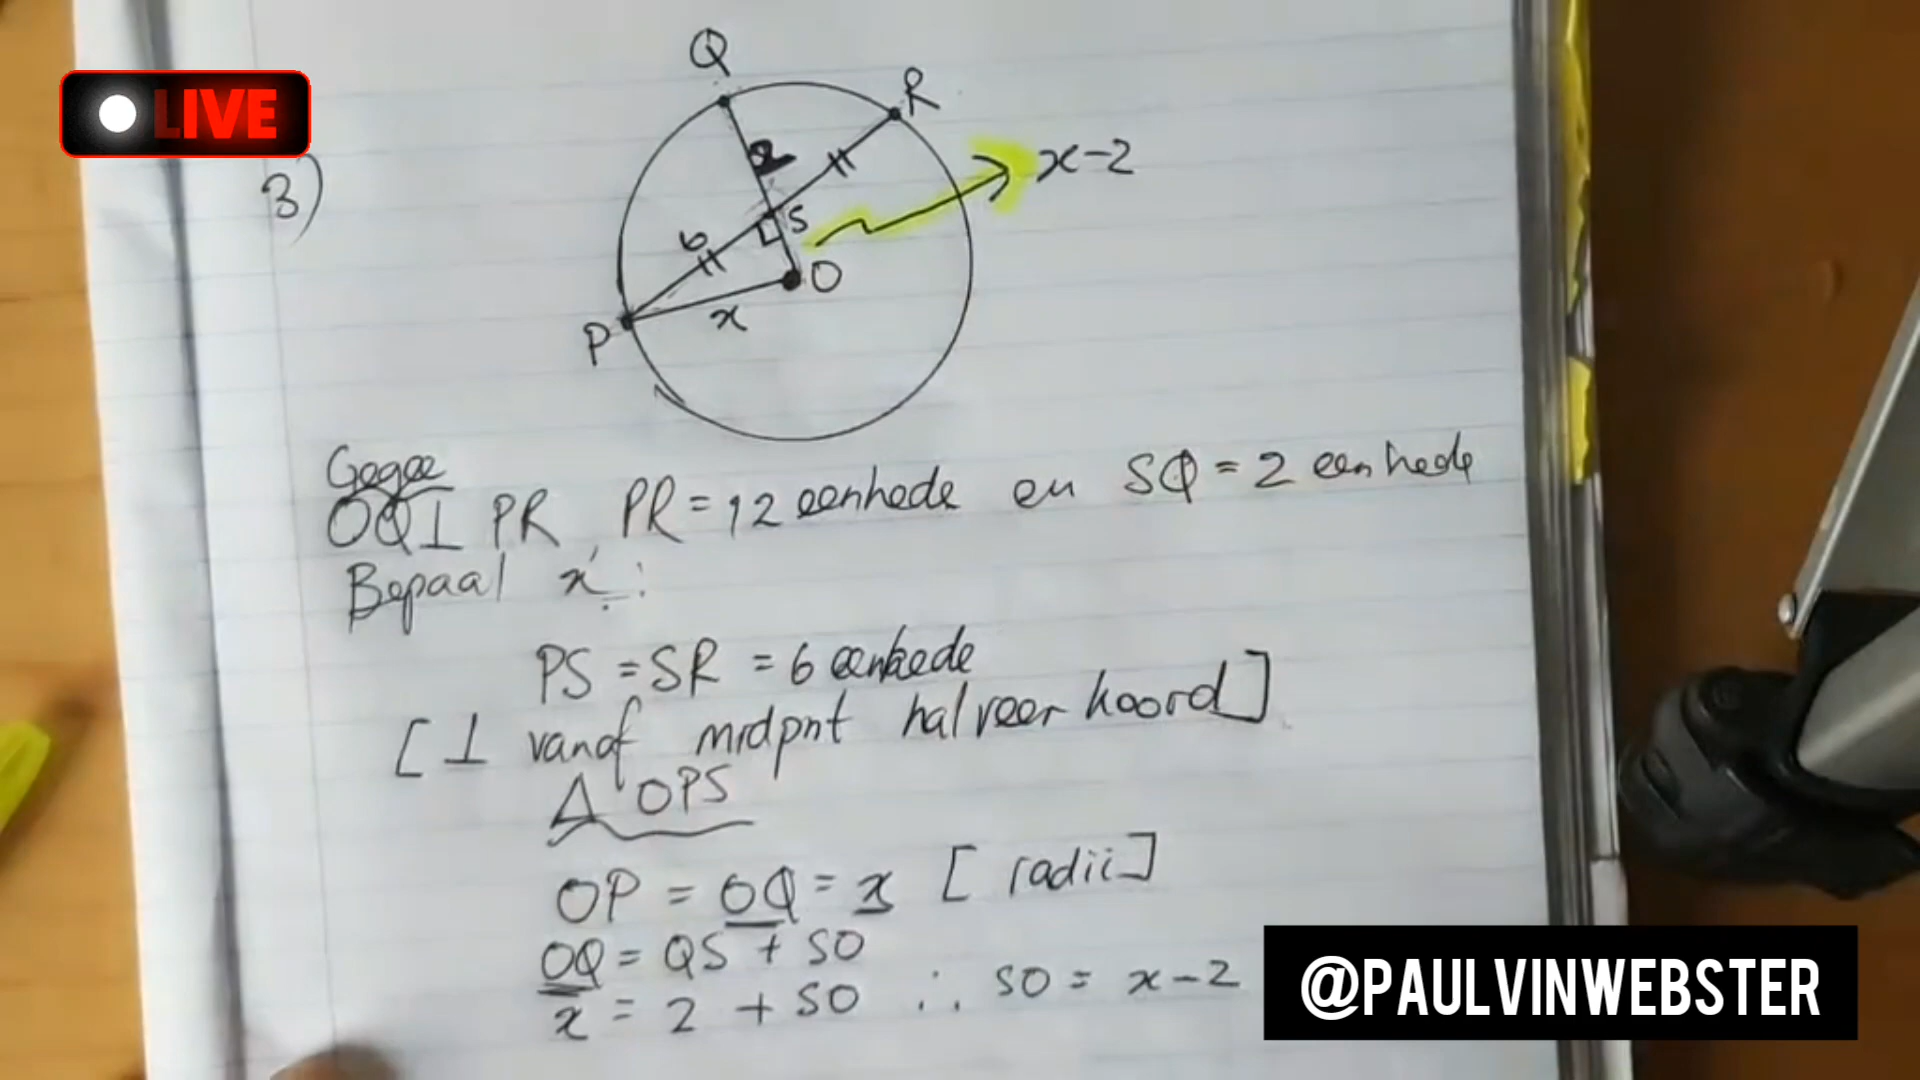 LIVE
3)
Q
R
2
x-2
S
6
O
x
P
Gegee
OQ ⊥ PR, PR = 12 eenhede en SQ = 2 eenhede
Bepaal x :
PS = SR = 6 eenhede
[⊥ vanaf midpnt halveer koord]
Δ OPS
OP = OQ = x [radii]
OQ = QS + SO
x = 2 + SO ∴ SO = x-2
@PAULVINWEBSTER